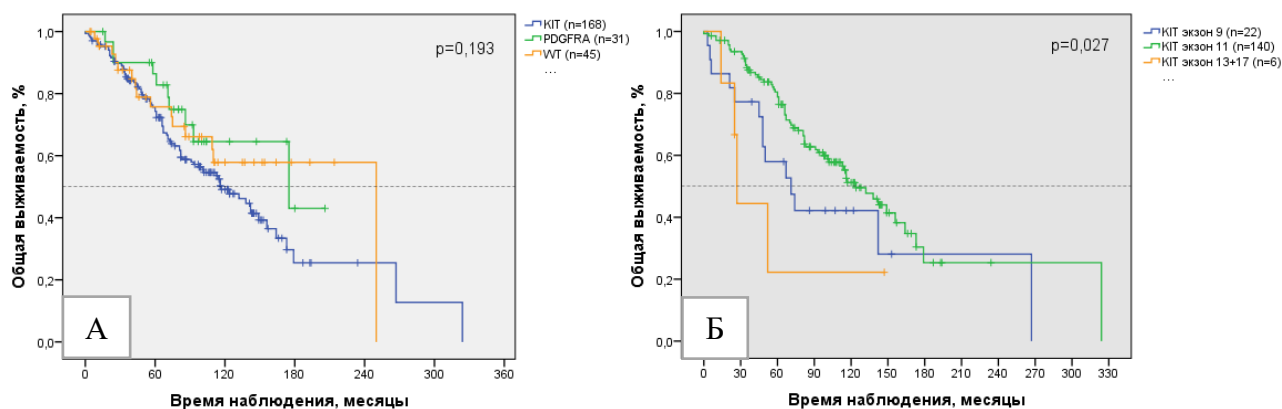 KIT (n=168)
PDGFRA (n=31)
WT (n=45)
...
p=0,193
Общая выживаемость, %
1,0
0,8
0,6
0,4
0,2
0,0
А
0
60
120
180
240
300
360
Время наблюдения, месяцы
KIT экзон 9 (n=22)
KIT экзон 11 (n=140)
KIT экзон 13+17 (n=6)
...
p=0,027
Общая выживаемость, %
1,0
0,8
0,6
0,4
0,2
0,0
Б
0
30
60
90
120
150
180
210
240
270
300
330
Время наблюдения, месяцы